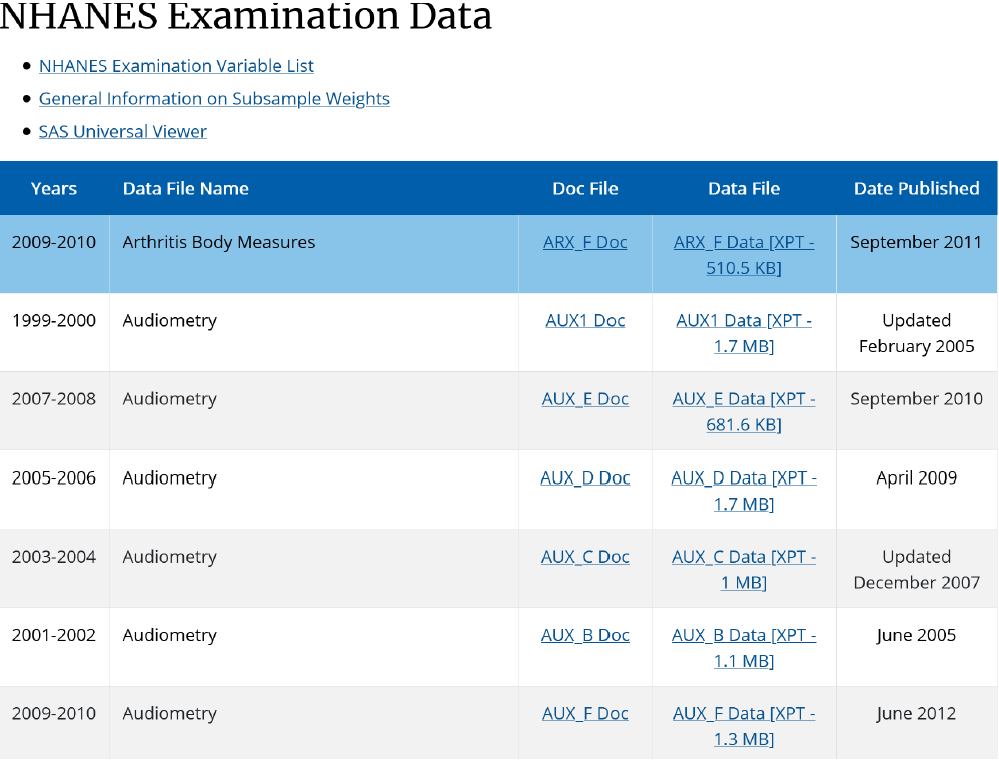 NHANES Examination Data
NHANES Examination Variable List
General Information on Subsample Weights
SAS Universal Viewer
Years Data File Name Doc File Data File Date Published
2009-2010 Arthritis Body Measures ARX_F Doc ARX_F Data [XPT - September 2011
510.5 KB]
1999-2000 Audiometry AUX1 Doc AUX1 Data [XPT - Updated
1.7 MB] February 2005
2007-2008 Audiometry AUX_E Doc AUX_E Data [XPT - September 2010
681.6 KB]
2005-2006 Audiometry AUX_D Doc AUX_D Data [XPT - April 2009
1.7 MB]
2003-2004 Audiometry AUX_C Doc AUX_C Data [XPT - Updated
1 MB] December 2007
2001-2002 Audiometry AUX_B Doc AUX_B Data [XPT - June 2005
1.1 MB]
2009-2010 Audiometry AUX_F Doc AUX_F Data [XPT - June 2012
1.3 MB]